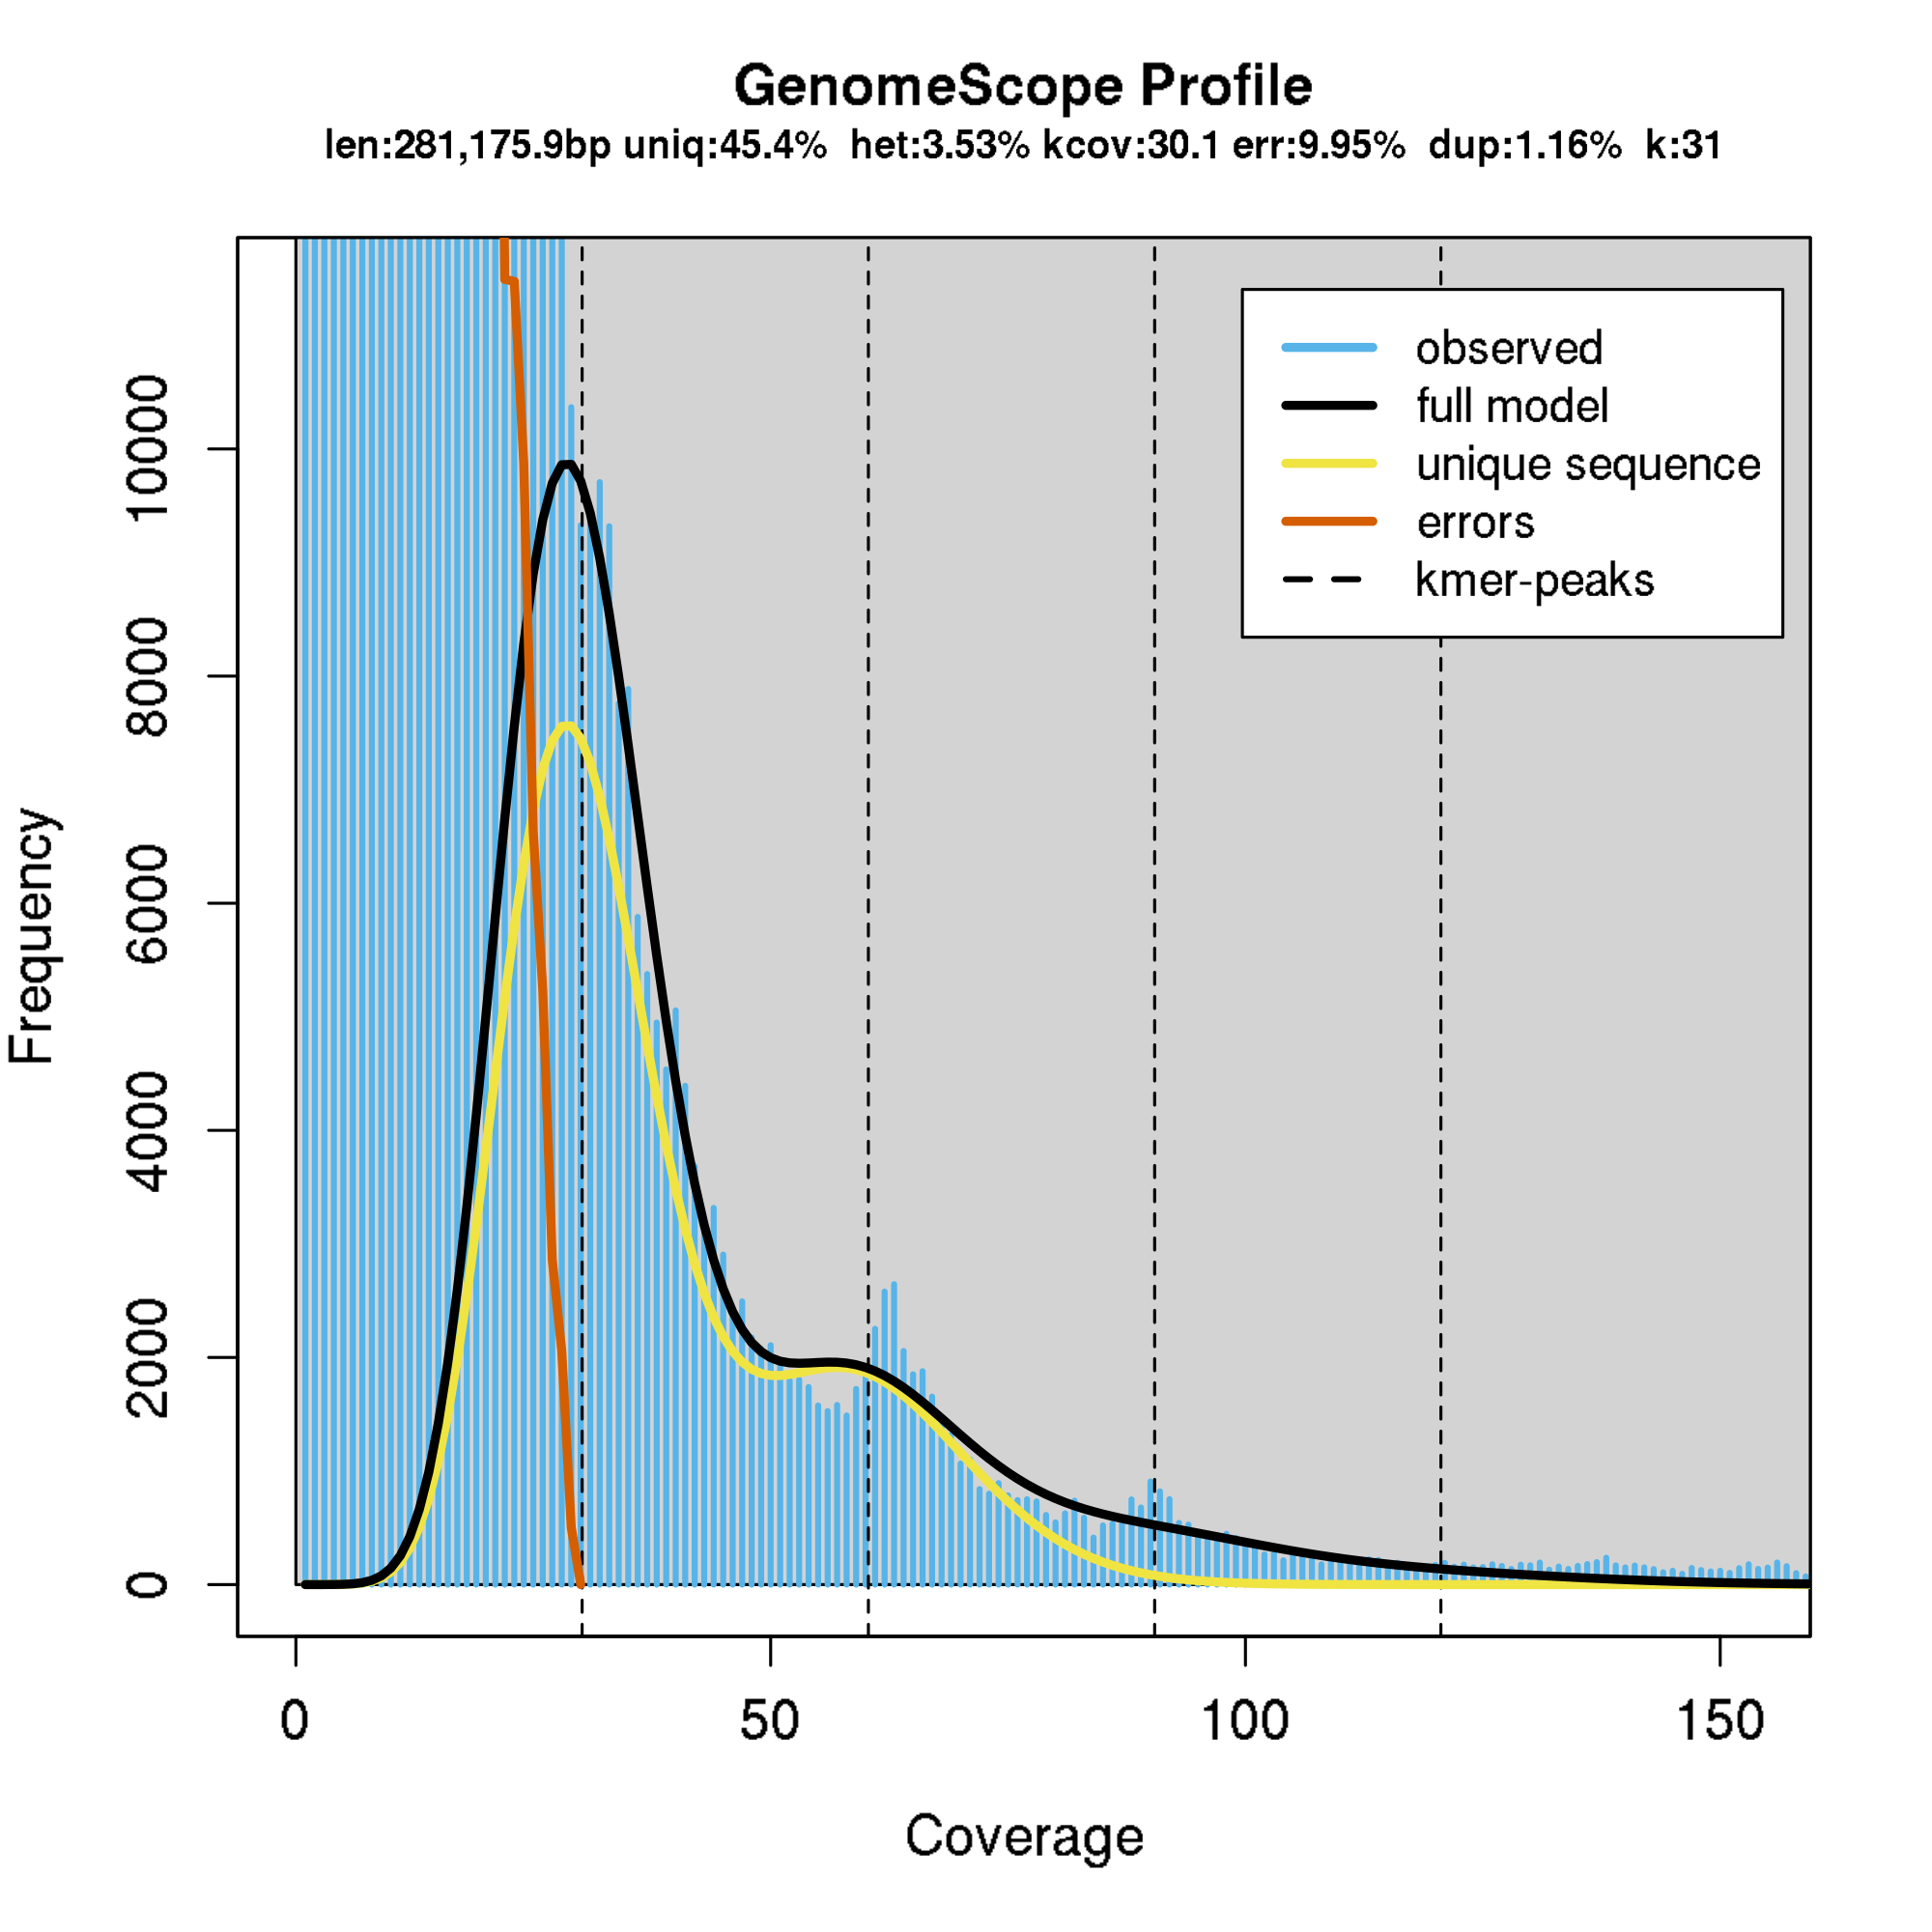 GenomeScope Profile
len:281,175.9bp uniq:45.4% het:3.53% kcov:30.1 err:9.95% dup:1.16% k:31
observed
full model
unique sequence
errors
kmer-peaks
Frequency
10000
8000
6000
4000
2000
0
0 50 100 150
Coverage